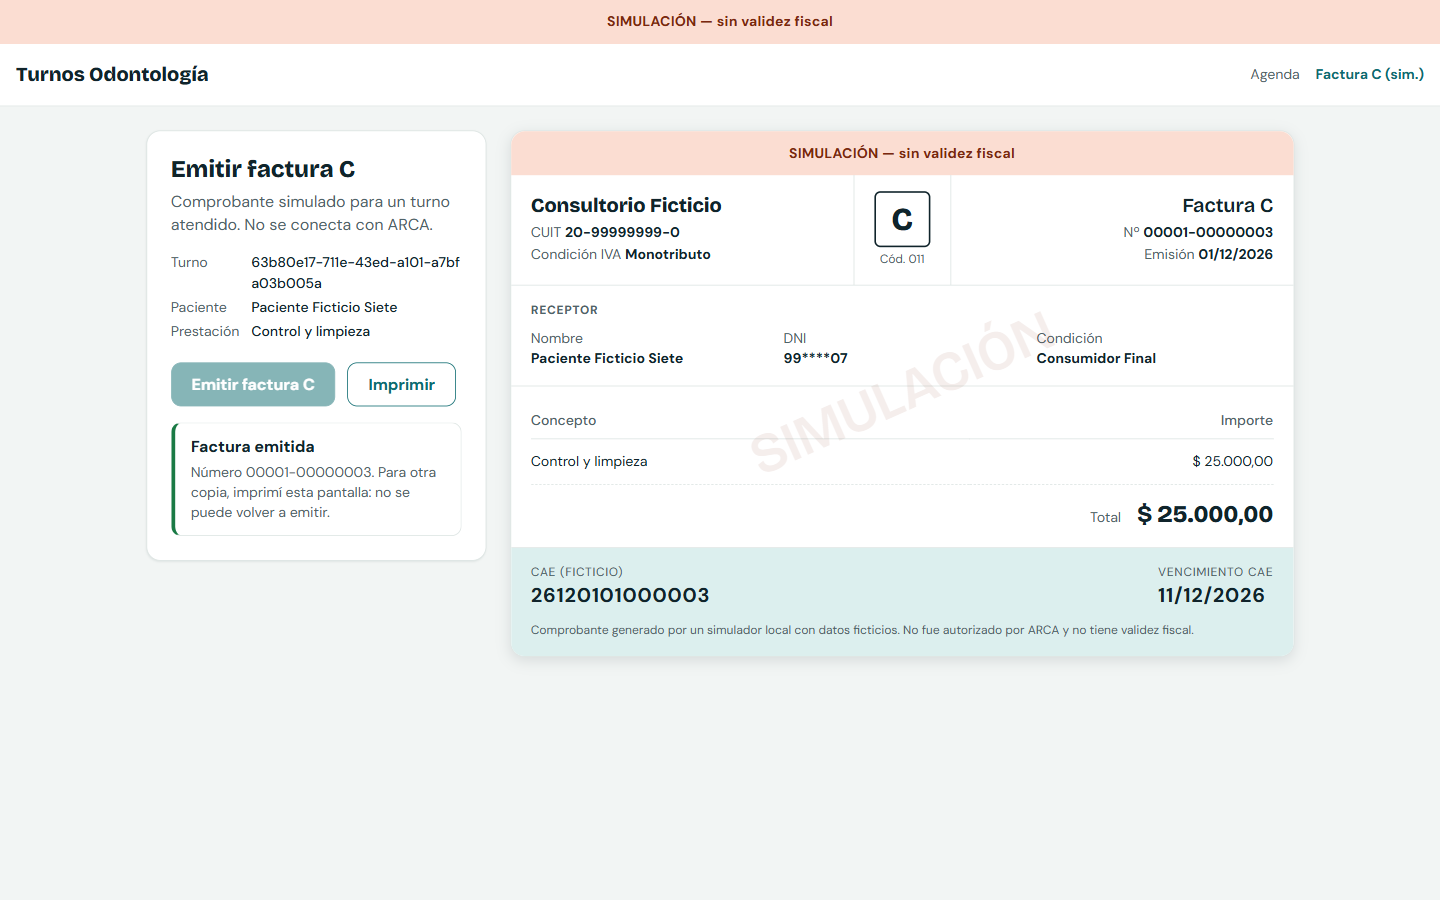 SIMULACIÓN — sin validez fiscal
Turnos Odontología
Agenda
Factura C (sim.)
Emitir factura C
Comprobante simulado para un turno
atendido. No se conecta con ARCA.
Turno 63b80e17-711e-43ed-a101-a7bf
a03b005a
Paciente Paciente Ficticio Siete
Prestación Control y limpieza
Emitir factura C
Imprimir
Factura emitida
Número 00001-00000003. Para otra
copia, imprimí esta pantalla: no se
puede volver a emitir.
SIMULACIÓN — sin validez fiscal
Consultorio Ficticio
CUIT 20-99999999-0
Condición IVA Monotributo
C
Cód. 011
Factura C
Nº 00001-00000003
Emisión 01/12/2026
RECEPTOR
Nombre
Paciente Ficticio Siete
DNI
99****07
Condición
Consumidor Final
SIMULACIÓN
Concepto Importe
Control y limpieza $ 25.000,00
Total $ 25.000,00
CAE (FICTICIO)
26120101000003
VENCIMIENTO CAE
11/12/2026
Comprobante generado por un simulador local con datos ficticios. No fue autorizado por ARCA y no tiene validez fiscal.